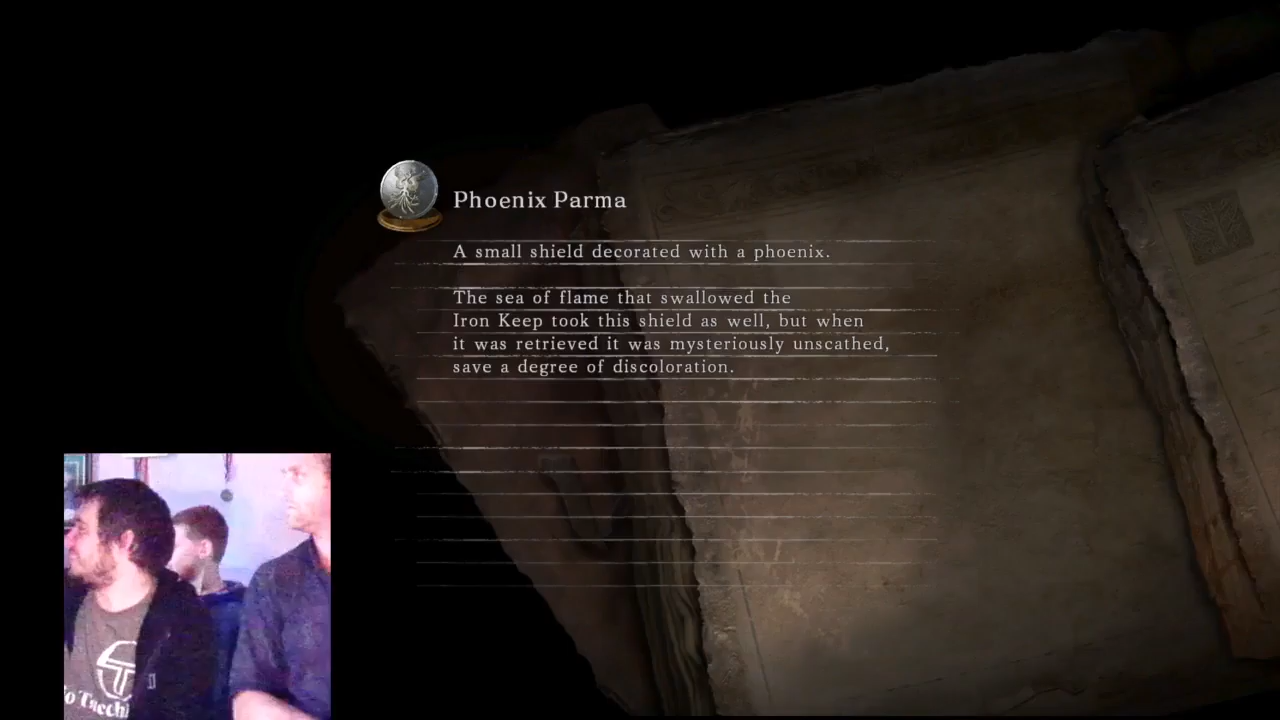 Phoenix Parma
A small shield decorated with a phoenix.
The sea of flame that swallowed the
Iron Keep took this shield as well, but when
it was retrieved it was mysteriously unscathed,
save a degree of discoloration.